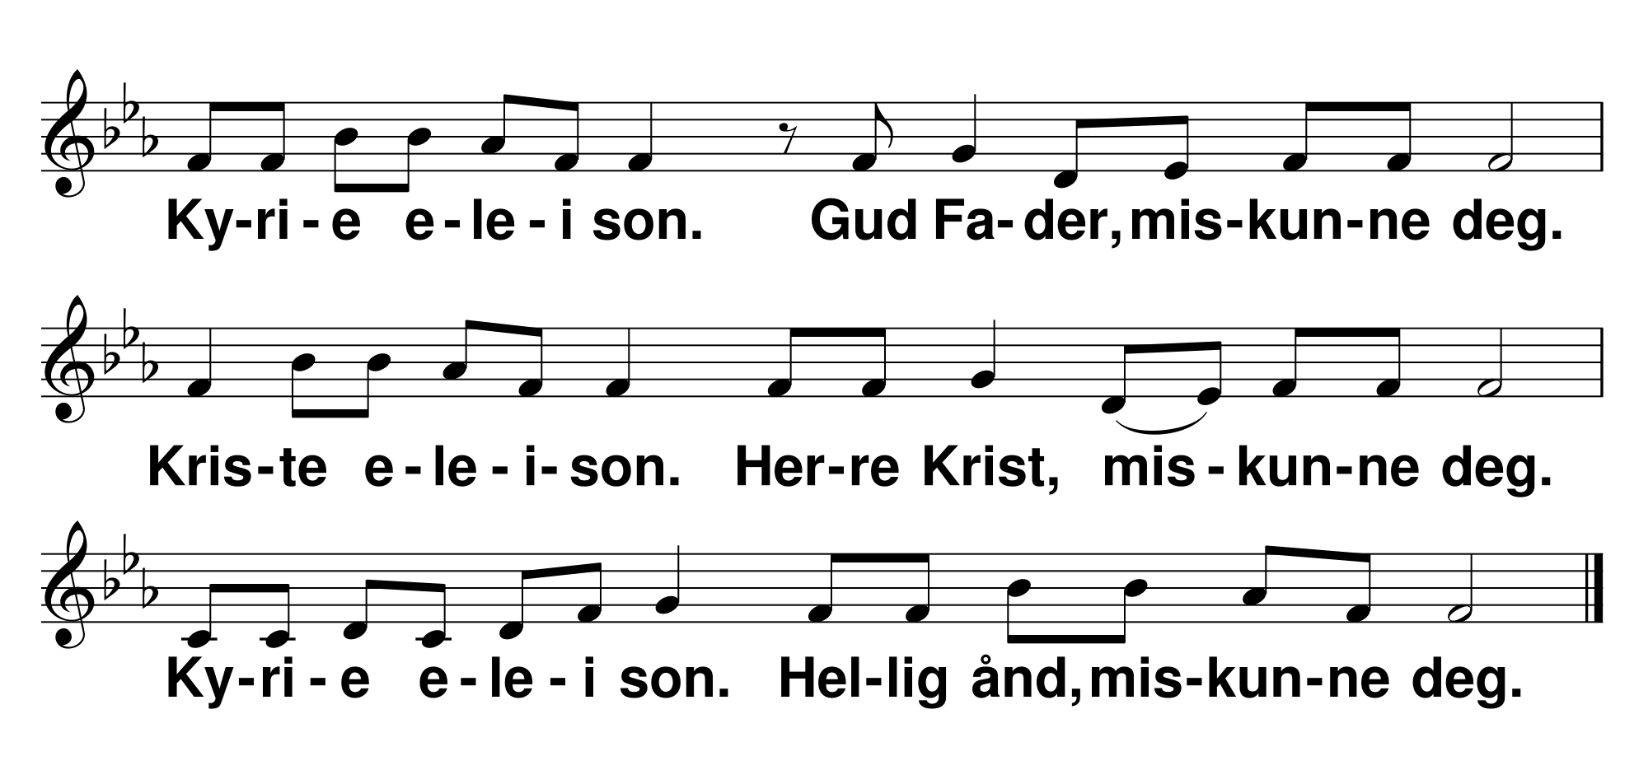 Ky-ri - e e - le - i son. Gud Fa- der, mis-kun-ne deg.
Kris-te e - le - i- son. Her-re Krist, mis - kun-ne deg.
Ky-ri - e e - le - i son. Hel-lig ånd, mis-kun-ne deg.